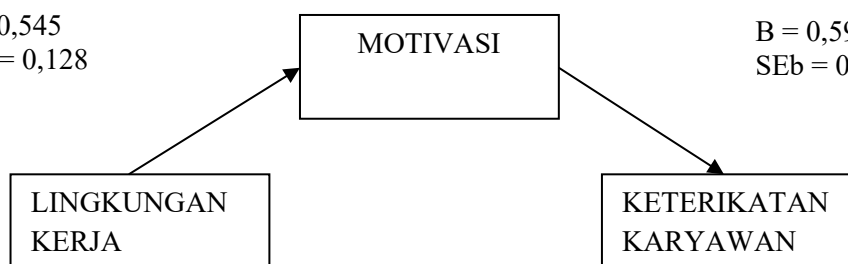 0,545
= 0,128
MOTIVASI
B = 0,59
SEb = 0
LINGKUNGAN
KERJA
KETERIKATAN
KARYAWAN